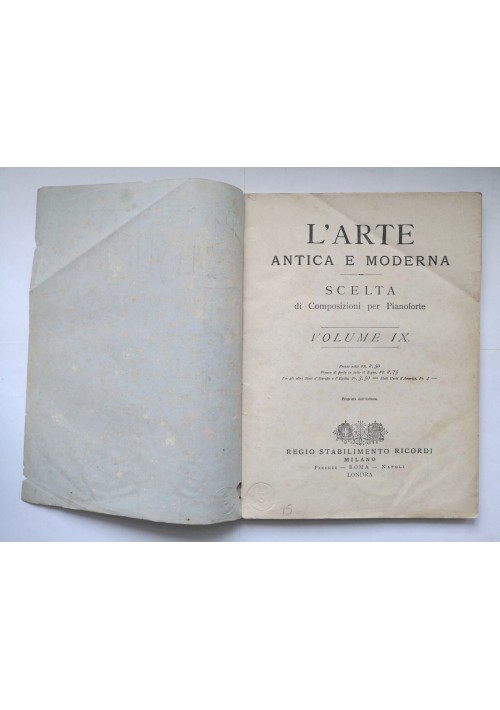 L'ARTE
ANTICA E MODERNA
SCELTA
di Composizioni per Pianoforte
VOLUME IX.
Proprietà dell'Editore.
REGIO STABILIMENTO RICORDI
MILANO
FIRENZE — ROMA — NAPOLI
LONDRA
15